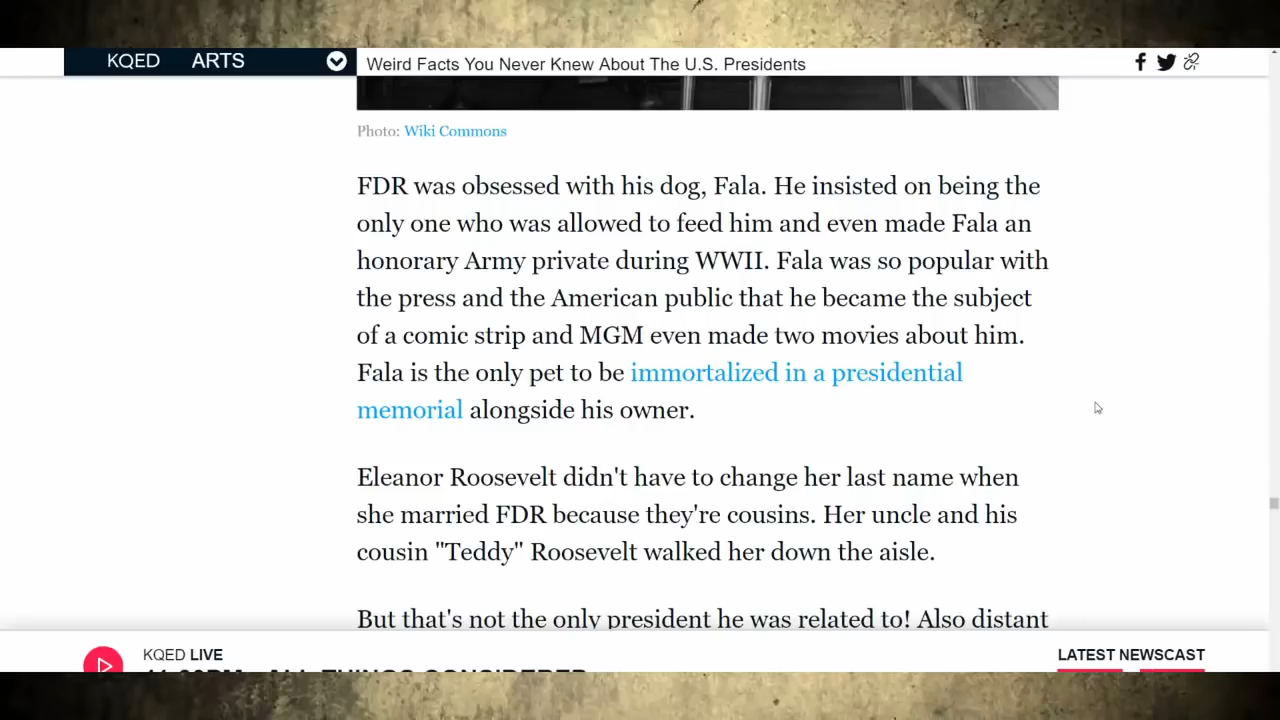 KQED ARTS
Weird Facts You Never Knew About The U.S. Presidents
Photo: Wiki Commons
FDR was obsessed with his dog, Fala. He insisted on being the
only one who was allowed to feed him and even made Fala an
honorary Army private during WWII. Fala was so popular with
the press and the American public that he became the subject
of a comic strip and MGM even made two movies about him.
Fala is the only pet to be immortalized in a presidential
memorial alongside his owner.
Eleanor Roosevelt didn't have to change her last name when
she married FDR because they're cousins. Her uncle and his
cousin "Teddy" Roosevelt walked her down the aisle.
But that's not the only president he was related to! Also distant
KQED LIVE
LATEST NEWSCAST
ALL THINGS CONSIDERED